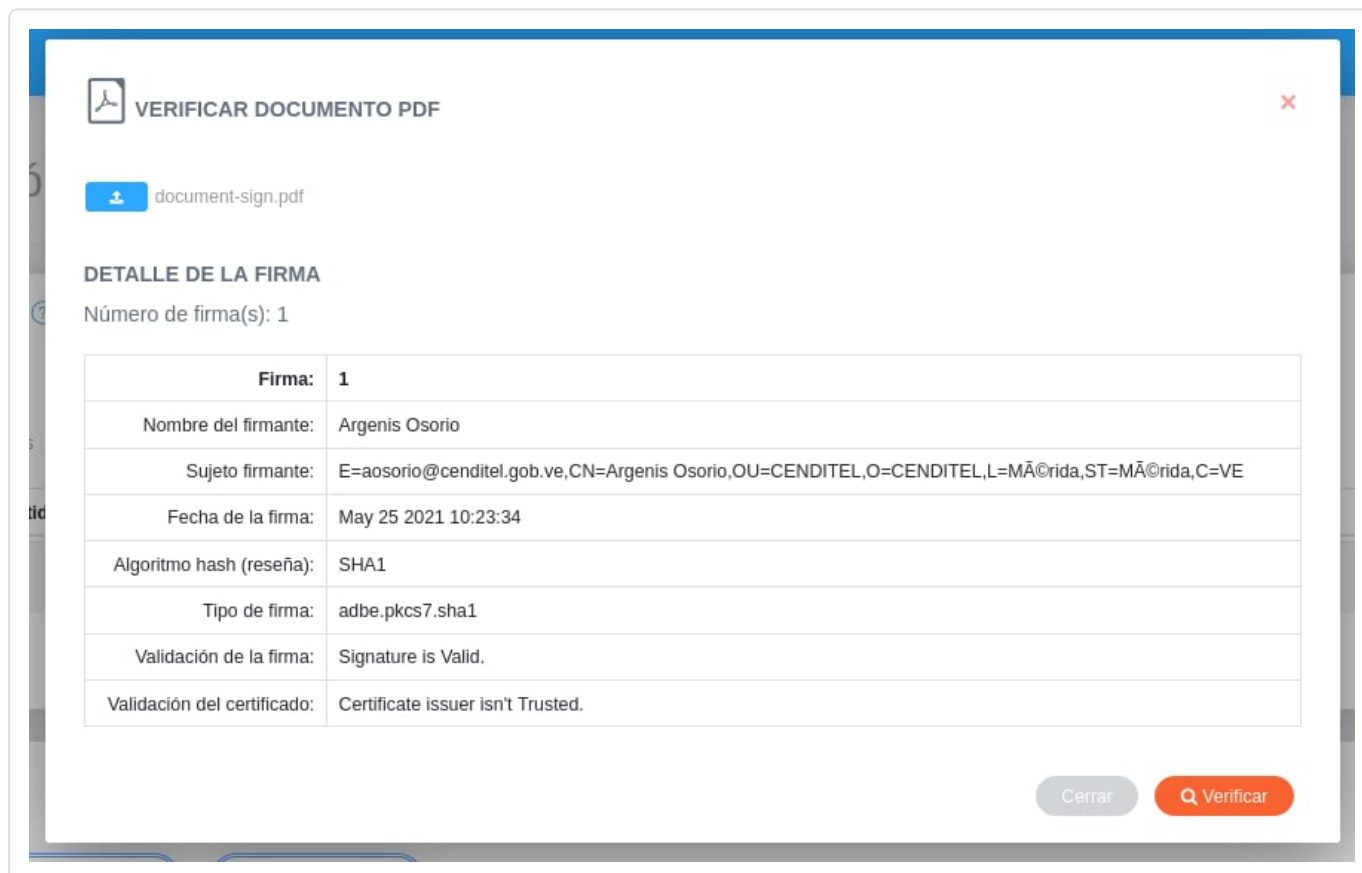 VERIFICAR DOCUMENTO PDF
document-sign.pdf
DETALLE DE LA FIRMA
Número de firma(s): 1
Firma: 1
Nombre del firmante: Argenis Osorio
Sujeto firmante: E=aosorio@cenditel.gob.ve,CN=Argenis Osorio,OU=CENDITEL,O=CENDITEL,L=MÃ©rida,ST=MÃ©rida,C=VE
Fecha de la firma: May 25 2021 10:23:34
Algoritmo hash (reseña): SHA1
Tipo de firma: adbe.pkcs7.sha1
Validación de la firma: Signature is Valid.
Validación del certificado: Certificate issuer isn't Trusted.
Cerrar Verificar